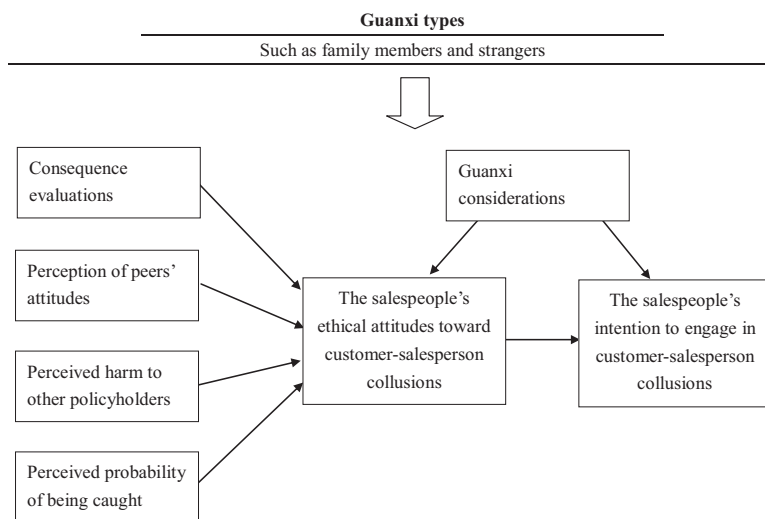 Guanxi types
Such as family members and strangers
Consequence
evaluations
Guanxi
considerations
Perception of peers’
attitudes
The salespeople’s
ethical attitudes toward
customer-salesperson
collusions
The salespeople’s
intention to engage in
customer-salesperson
collusions
Perceived harm to
other policyholders
Perceived probability
of being caught